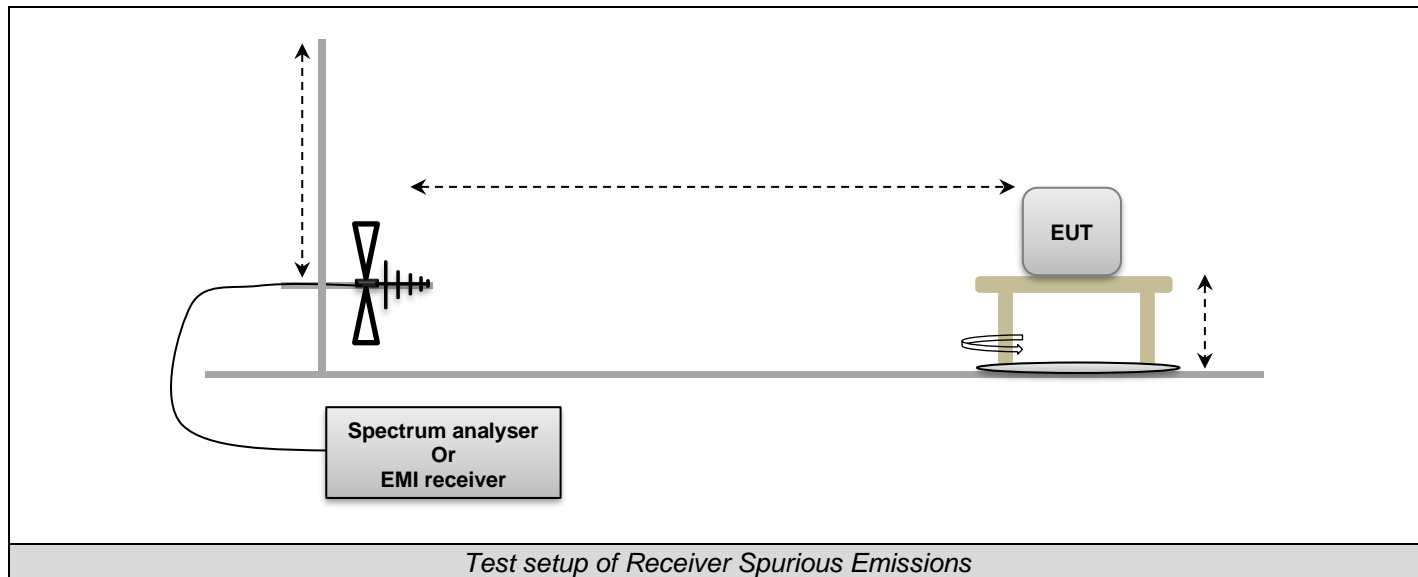 EUT
Spectrum analyser
Or
EMI receiver
Test setup of Receiver Spurious Emissions